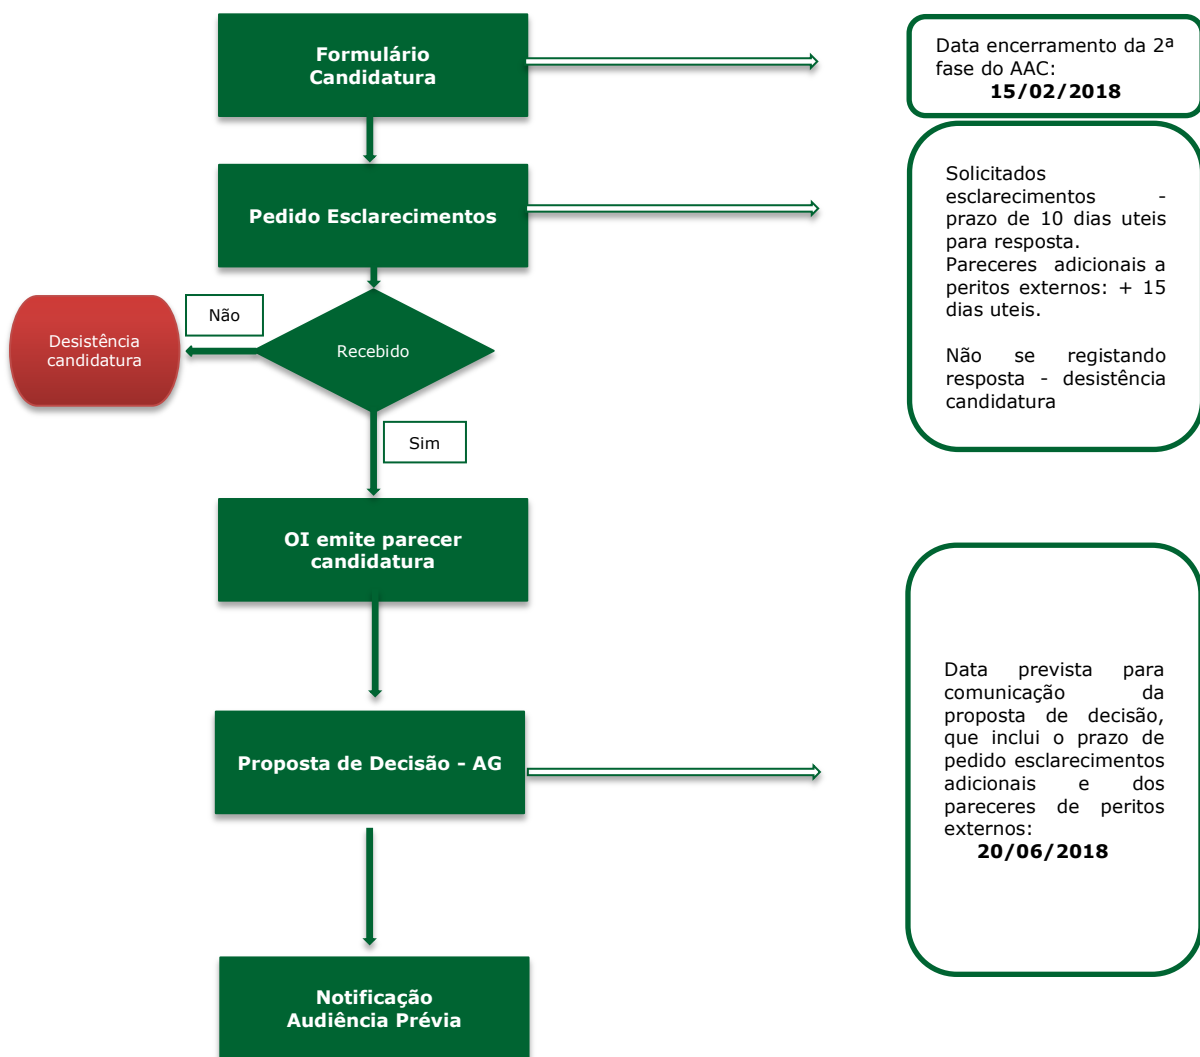 Formulário
Candidatura
Data encerramento da 2ª
fase do AAC:
15/02/2018
Pedido Esclarecimentos
Solicitados
esclarecimentos -
prazo de 10 dias uteis
para resposta.
Pareceres adicionais a
peritos externos: + 15
dias uteis.
Não se registando
resposta - desistência
candidatura
Não
Desistência
candidatura
Recebido
Sim
OI emite parecer
candidatura
Proposta de Decisão - AG
Data prevista para
comunicação da
proposta de decisão,
que inclui o prazo de
pedido esclarecimentos
adicionais e dos
pareceres de peritos
externos:
20/06/2018
Notificação
Audiência Prévia